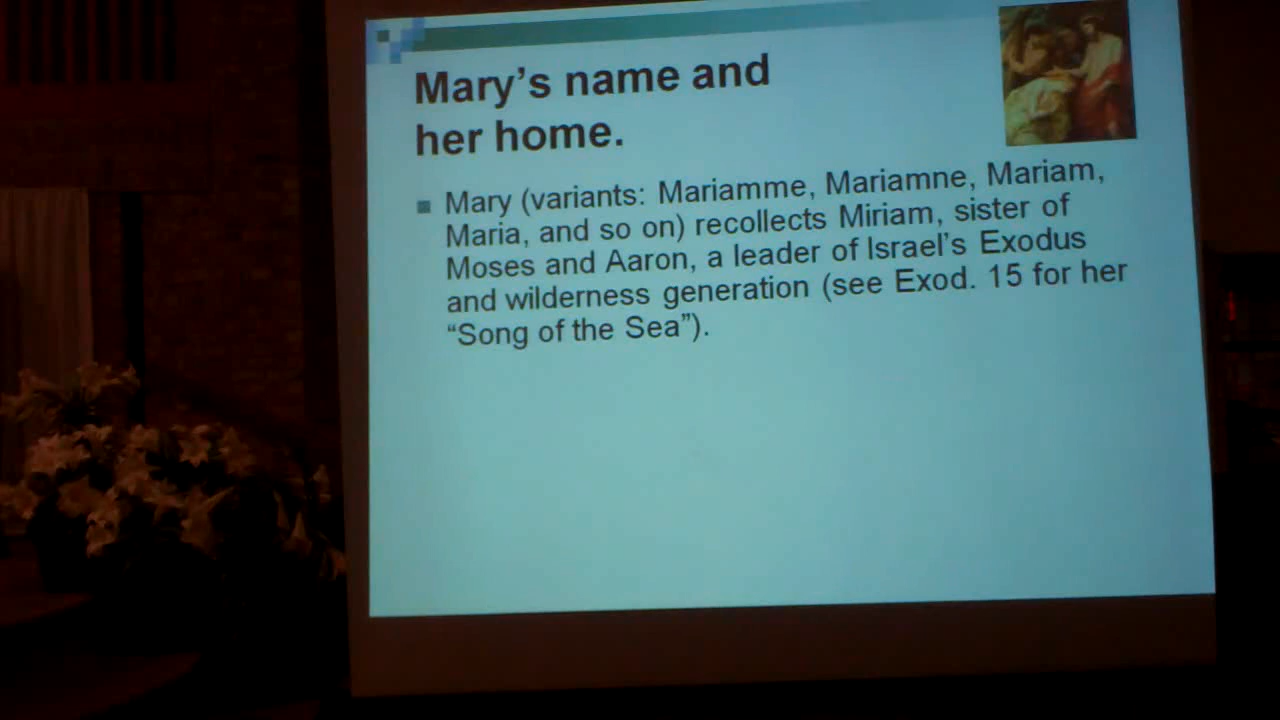 Mary’s name and
her home.
Mary (variants: Mariamme, Mariamne, Mariam,
Maria, and so on) recollects Miriam, sister of
Moses and Aaron, a leader of Israel’s Exodus
and wilderness generation (see Exod. 15 for her
“Song of the Sea”).